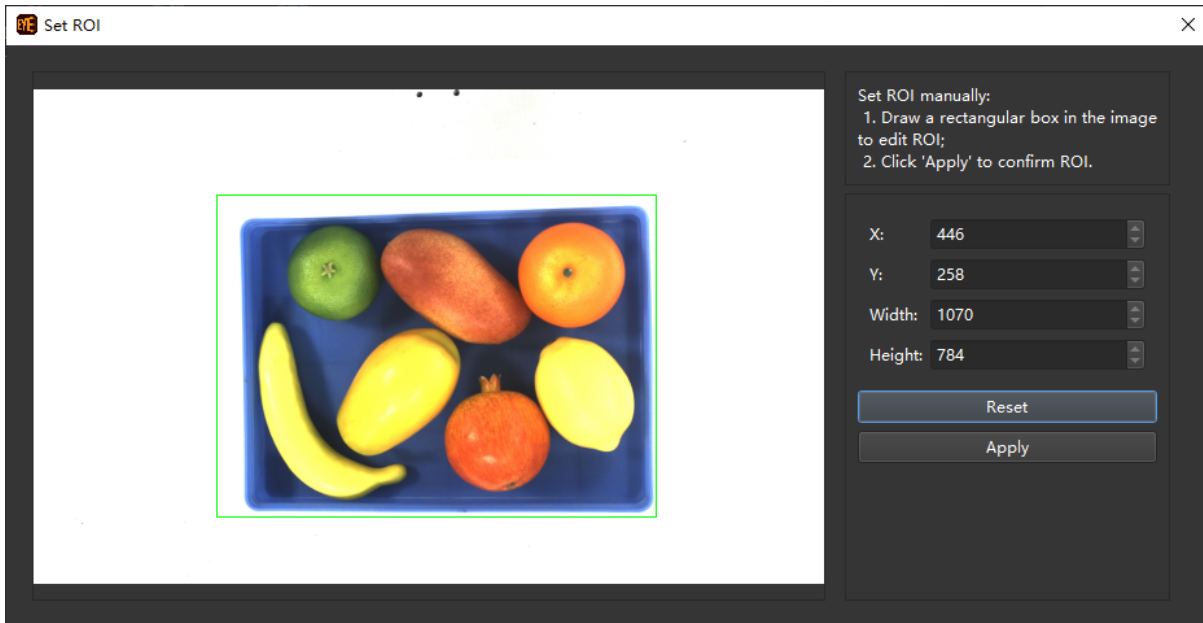 EYE Set ROI
Set ROI manually:
1. Draw a rectangular box in the image
to edit ROI;
2. Click 'Apply' to confirm ROI.
X: 446
Y: 258
Width: 1070
Height: 784
Reset
Apply